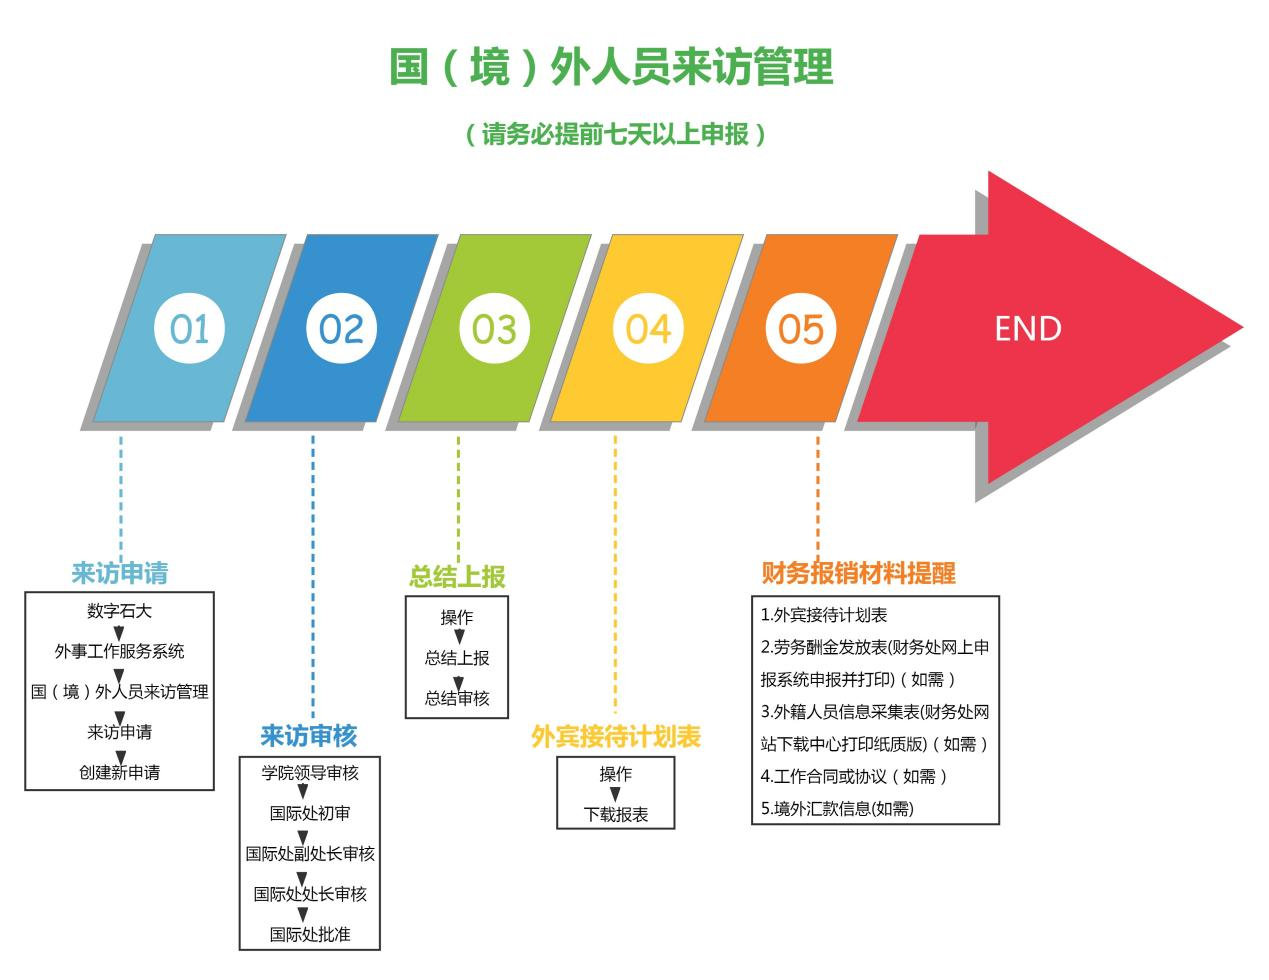 国（境）外人员来访管理
（请务必提前七天以上申报）
01
02
03
04
05
END
来访申请
数字石大
外事工作服务系统
国（境）外人员来访管理
来访申请
创建新申请
来访审核
学院领导审核
国际处初审
国际处副处长审核
国际处处长审核
国际处批准
总结上报
操作
总结上报
总结审核
外宾接待计划表
操作
下载报表
财务报销材料提醒
1.外宾接待计划表
2.劳务酬金发放表(财务处网上申
报系统申报并打印)（如需）
3.外籍人员信息采集表(财务处网
站下载中心打印纸质版)（如需）
4.工作合同或协议（如需）
5.境外汇款信息(如需)